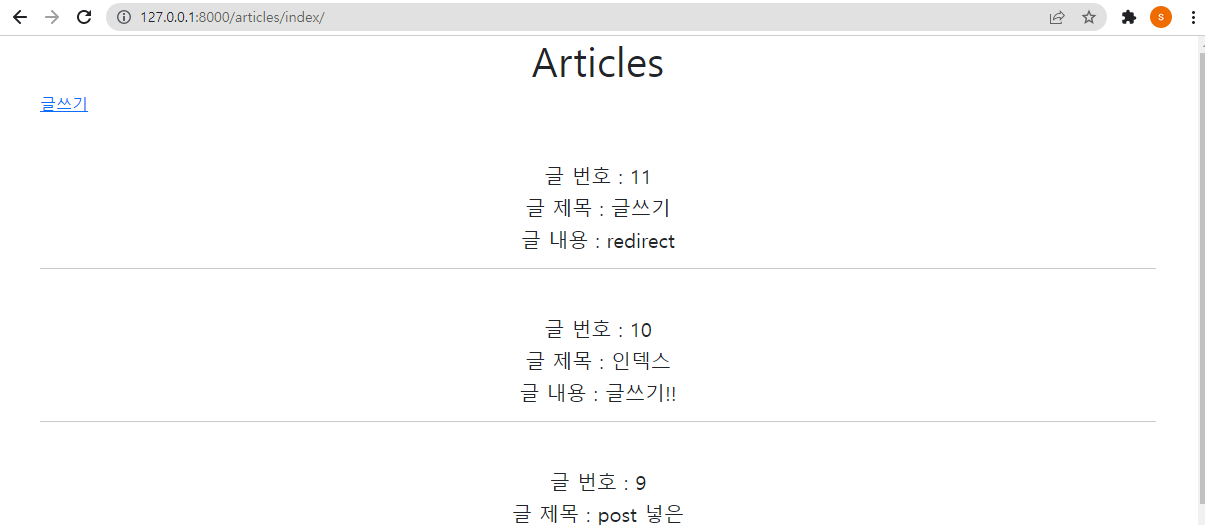 127.0.0.1:8000/articles/index/
s
Articles
글쓰기
글 번호 : 11
글 제목 : 글쓰기
글 내용 : redirect
글 번호 : 10
글 제목 : 인덱스
글 내용 : 글쓰기!!
글 번호 : 9
글 제목 : post 넣은